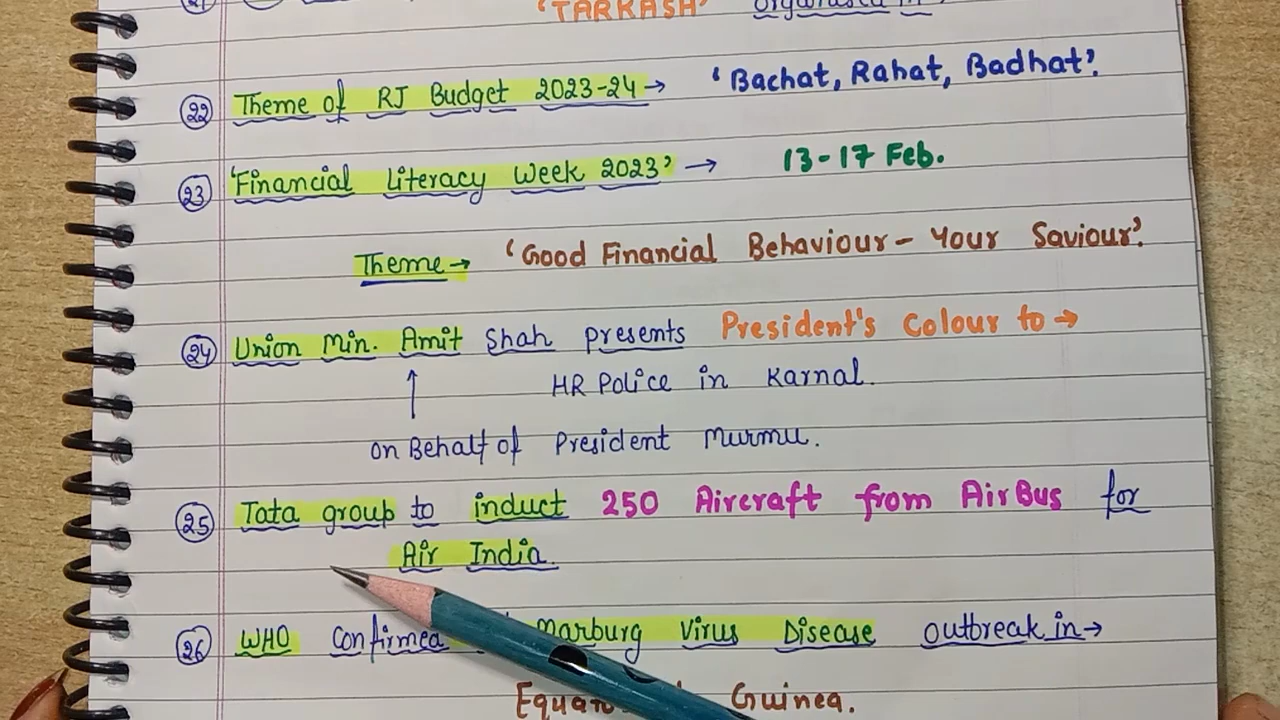 'TARKASH'
22 Theme of RJ Budget 2023-24 → 'Bachat, Rahat, Badhat'.
23 'Financial Literacy Week 2023' → 13-17 Feb.
Theme → 'Good Financial Behaviour - Your Saviour'.
24 Union Min. Amit Shah presents President's Colour to →
HR Police in Karnal.
on Behalf of President Murmu.
25 Tata group to induct 250 Aircraft from AirBus for
Air India.
26 WHO confirmed Marburg Virus Disease outbreak in →
Guinea.